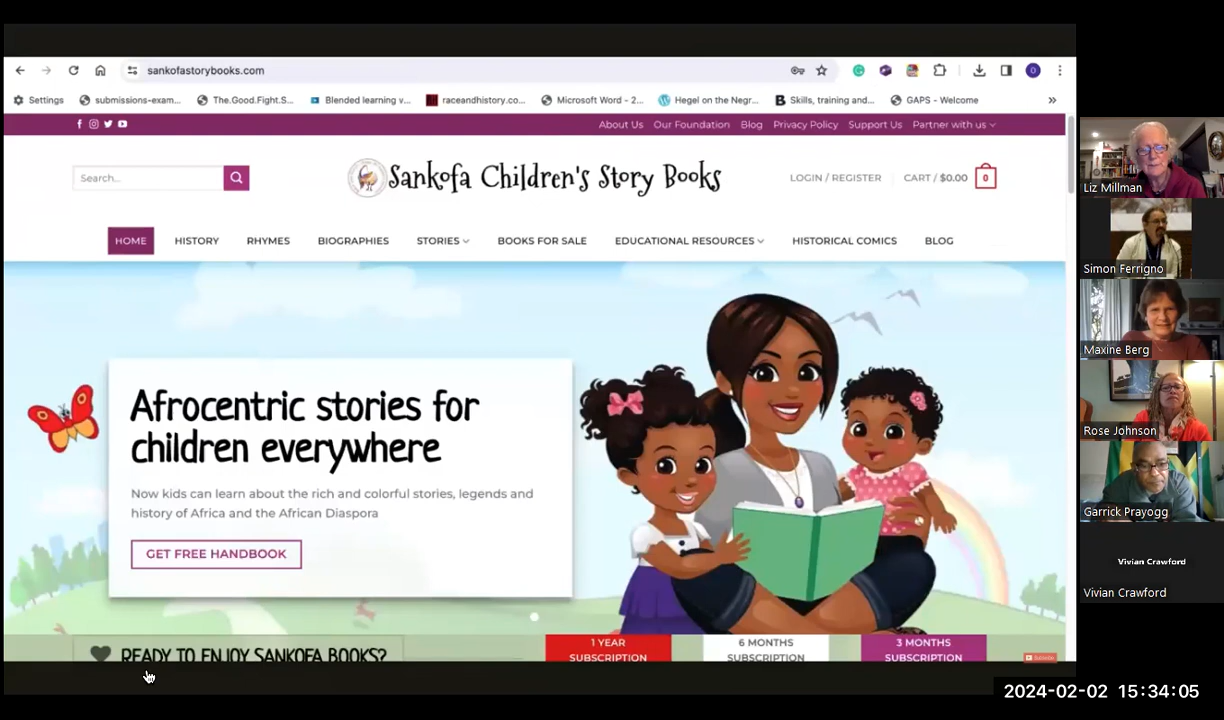 sankofastorybooks.com
Settings submissions-exam... The.Good.Fight.S... Blended learning v... raceandhistory.co... Microsoft Word - 2... Hegel on the Negr... Skills, training and... GAPS - Welcome
About Us Our Foundation Blog Privacy Policy Support Us Partner with us
Search...
Sankofa Children's Story Books
LOGIN / REGISTER CART / $0.00 0
HOME HISTORY RHYMES BIOGRAPHIES STORIES BOOKS FOR SALE EDUCATIONAL RESOURCES HISTORICAL COMICS BLOG
Afrocentric stories for
children everywhere
Now kids can learn about the rich and colorful stories, legends and
history of Africa and the African Diaspora
GET FREE HANDBOOK
READY TO ENJOY SANKOFA BOOKS?
1 YEAR
SUBSCRIPTION
6 MONTHS
SUBSCRIPTION
3 MONTHS
SUBSCRIPTION
Liz Millman
Simon Ferrigno
Maxine Berg
Rose Johnson
Garrick Prayogg
Vivian Crawford
Vivian Crawford
2024-02-02 15:34:05